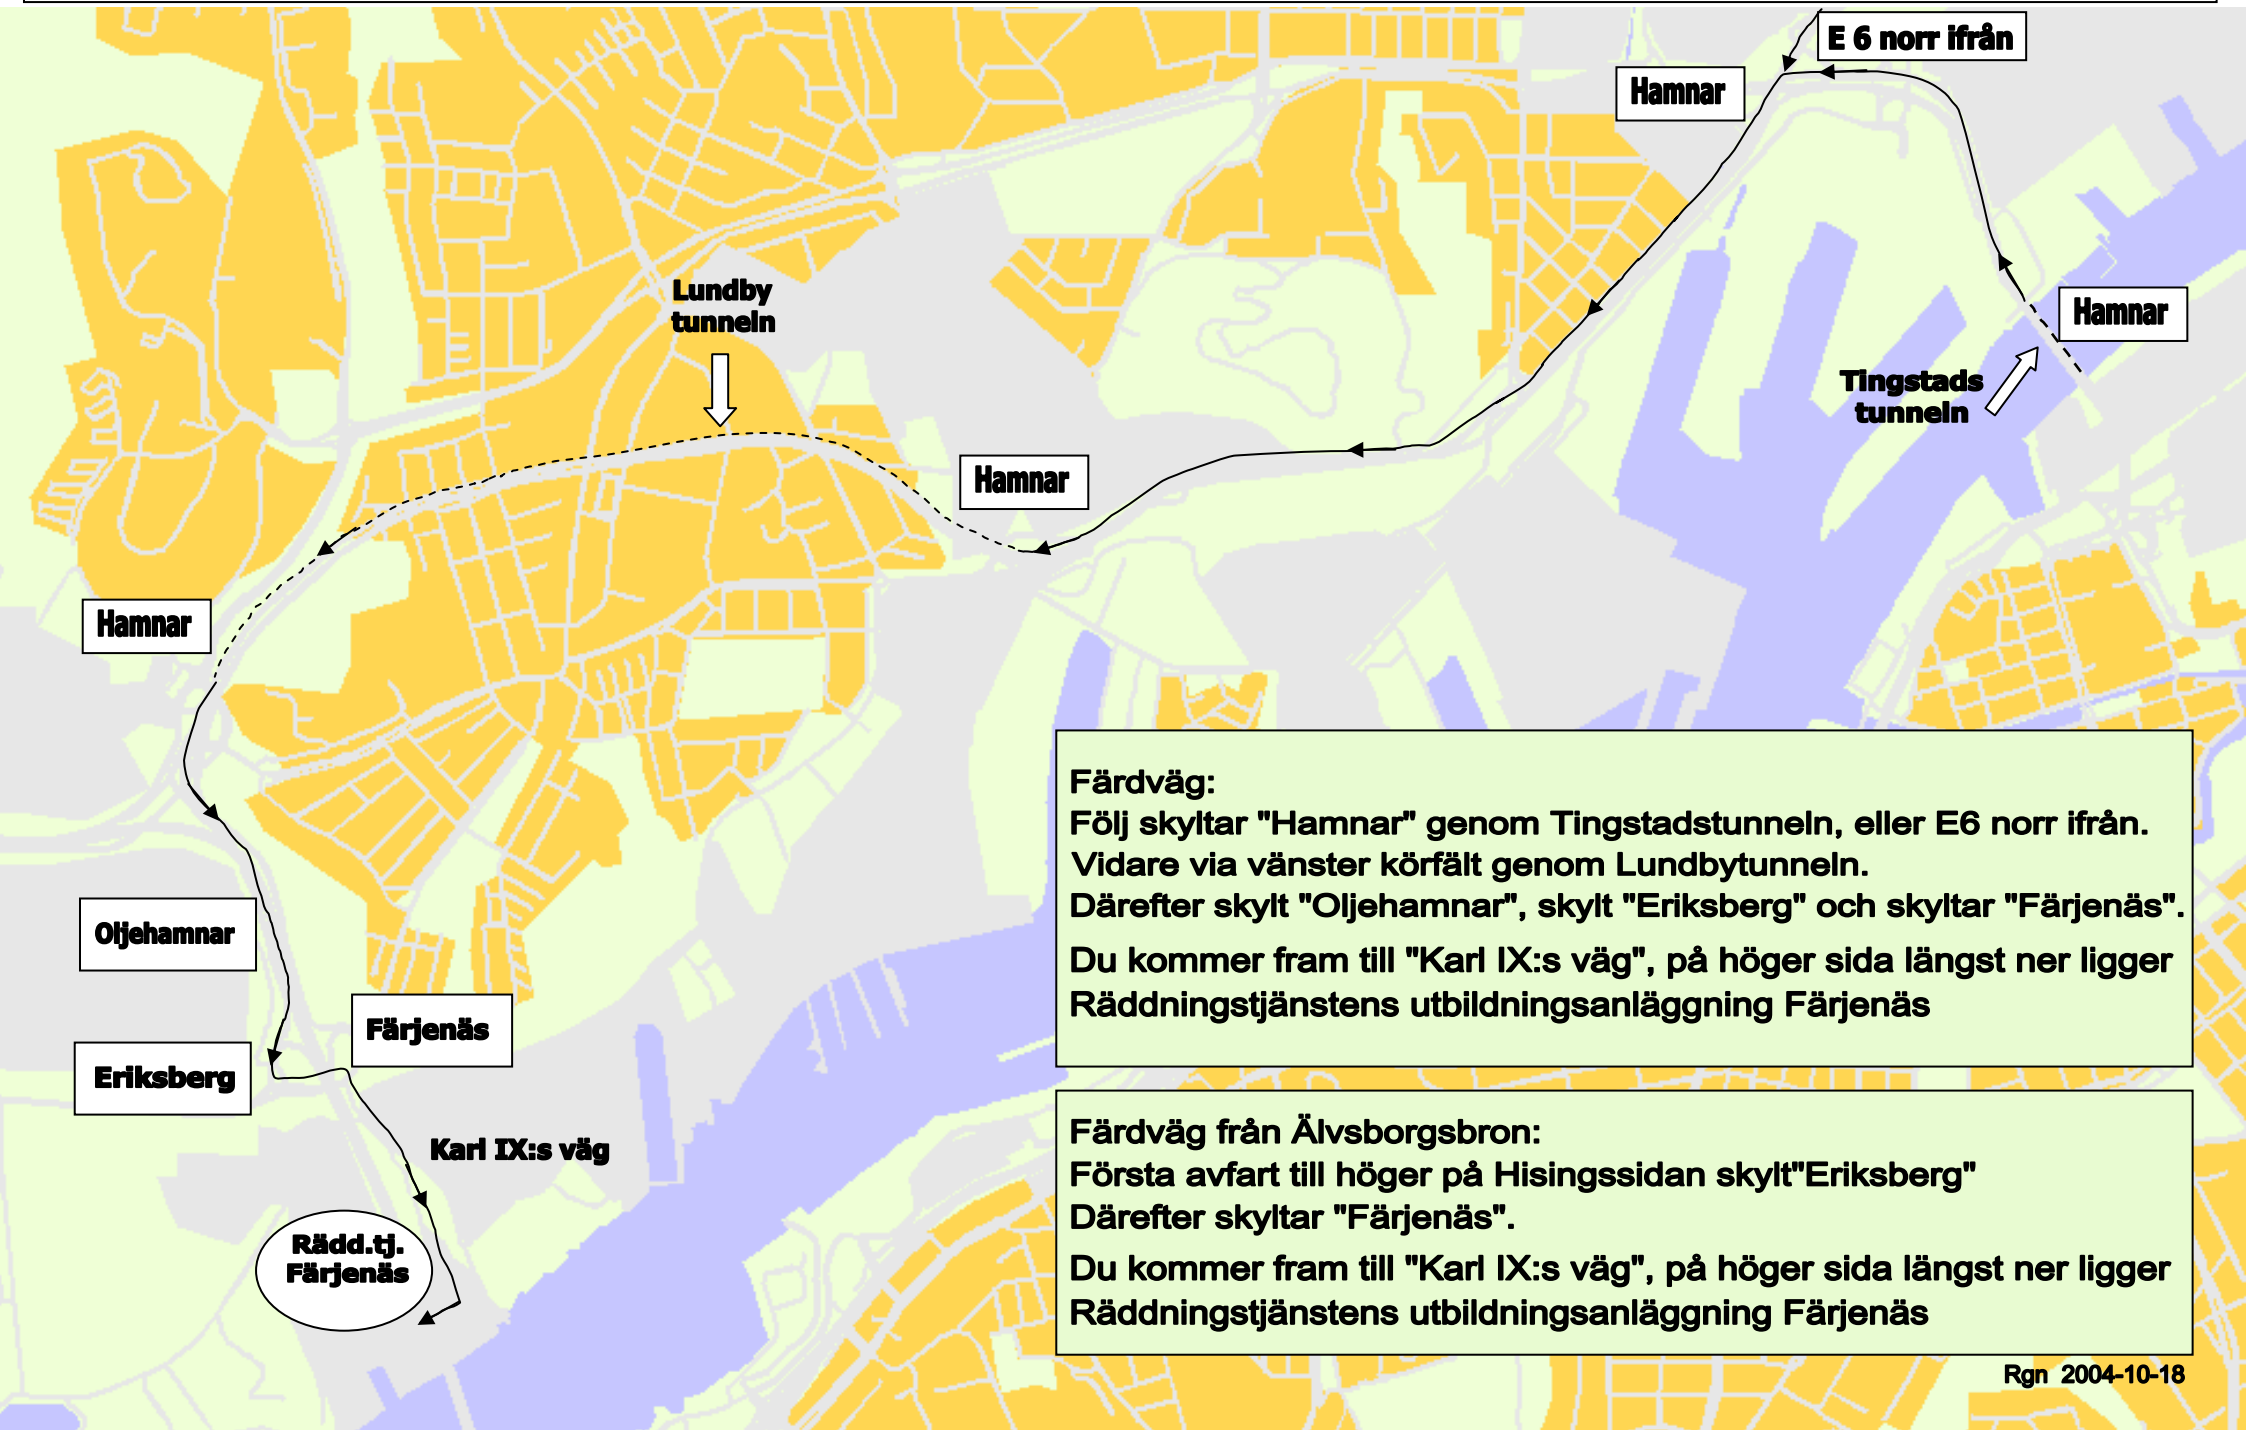 E 6 norr ifrån
Hamnar
Lundby
tunneln
Hamnar
Tingstads
tunneln
Hamnar
Hamnar
Oljehamnar
Färjenäs
Eriksberg
Karl IX:s väg
Rädd.tj.
Färjenäs
Färdväg:
Följ skyltar "Hamnar" genom Tingstadstunneln, eller E6 norr ifrån.
Vidare via vänster körfält genom Lundbytunneln.
Därefter skylt "Oljehamnar", skylt "Eriksberg" och skyltar "Färjenäs".
Du kommer fram till "Karl IX:s väg", på höger sida längst ner ligger
Räddningstjänstens utbildningsanläggning Färjenäs
Färdväg från Älvsborgsbron:
Första avfart till höger på Hisingssidan skylt"Eriksberg"
Därefter skyltar "Färjenäs".
Du kommer fram till "Karl IX:s väg", på höger sida längst ner ligger
Räddningstjänstens utbildningsanläggning Färjenäs
Rgn 2004-10-18